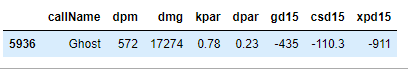 callName dpm dmg kpar dpar gd15 csd15 xpd15
5936 Ghost 572 17274 0.78 0.23 -435 -110.3 -911